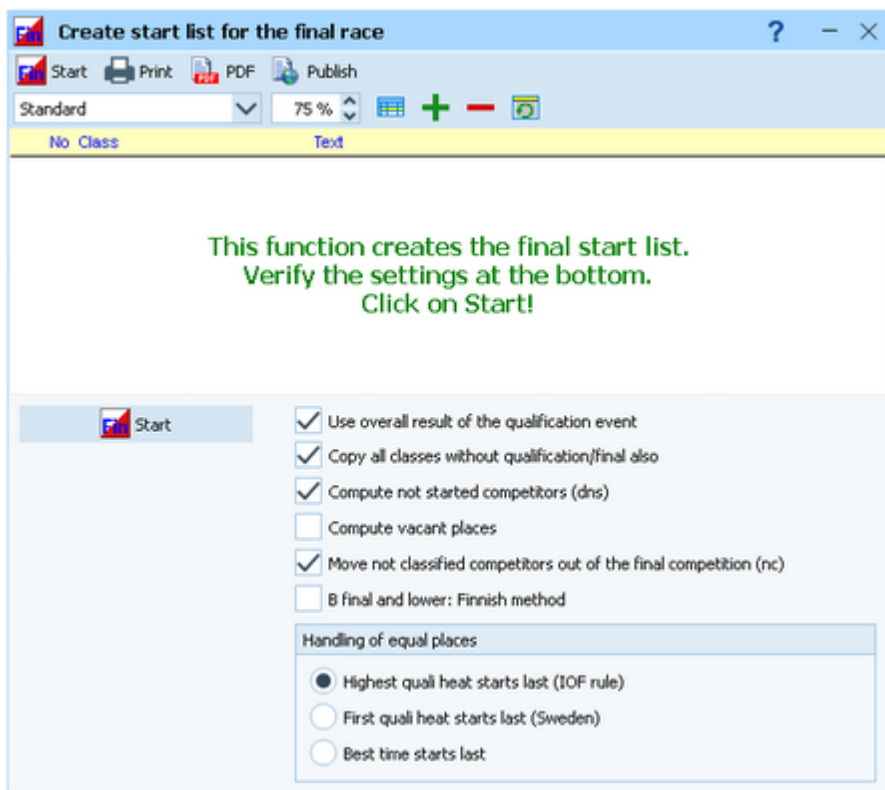 Fin Create start list for the final race ?
Fin Start Print PDF PDF Publish
Standard 75 %
No Class Text
This function creates the final start list.
Verify the settings at the bottom.
Click on Start!
Fin Start
Use overall result of the qualification event
Copy all classes without qualification/final also
Compute not started competitors (dns)
Compute vacant places
Move not classified competitors out of the final competition (nc)
B final and lower: Finnish method
Handling of equal places
Highest quali heat starts last (IOF rule)
First quali heat starts last (Sweden)
Best time starts last